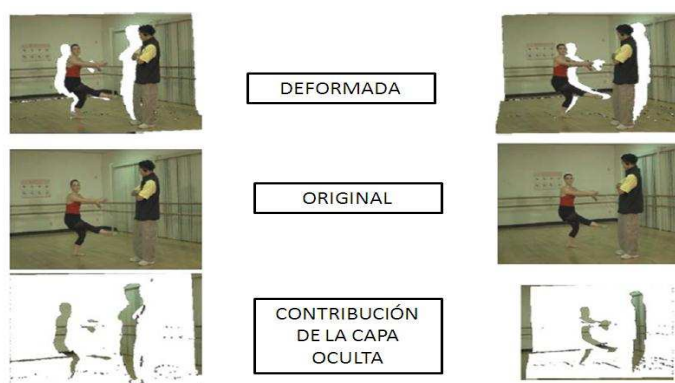 DEFORMADA
ORIGINAL
CONTRIBUCIÓN
DE LA CAPA
OCULTA